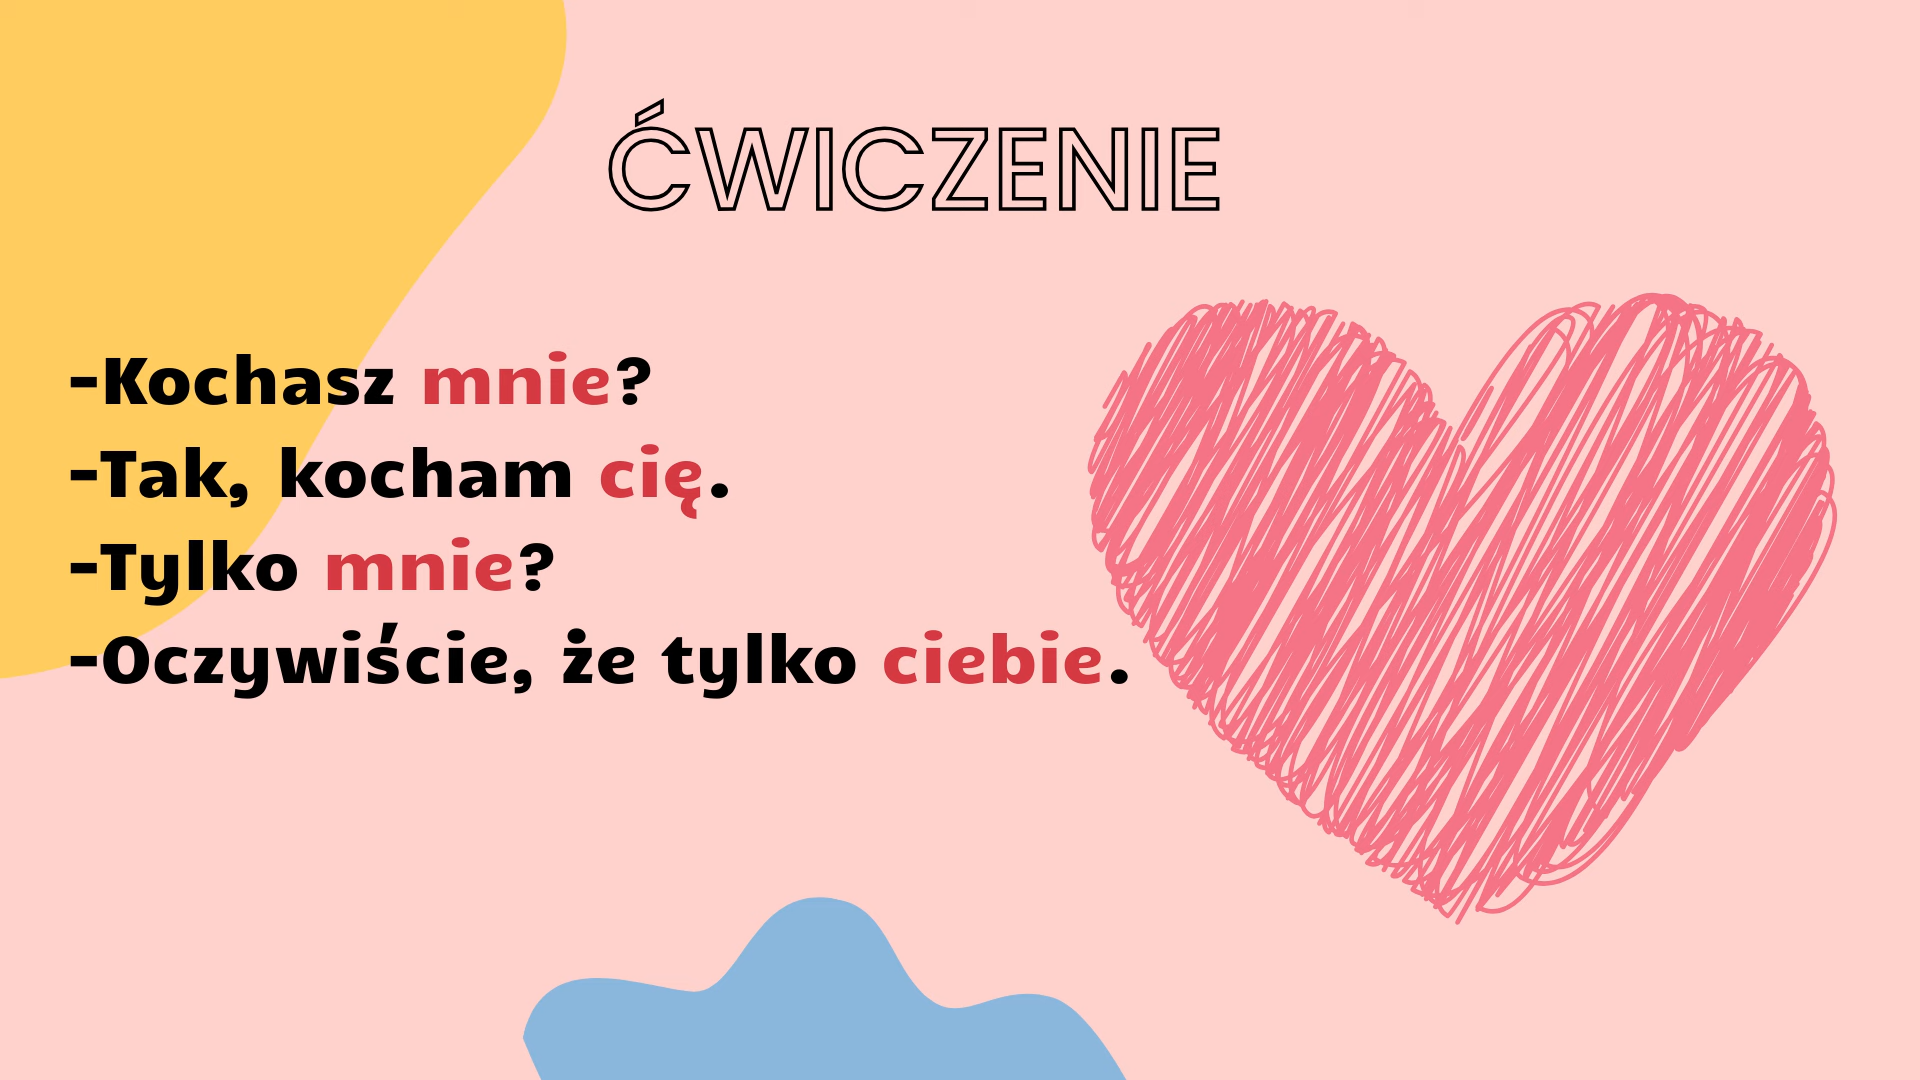 ĆWICZENIE
-Kochasz mnie?
-Tak, kocham cię.
-Tylko mnie?
-Oczywiście, że tylko ciebie.